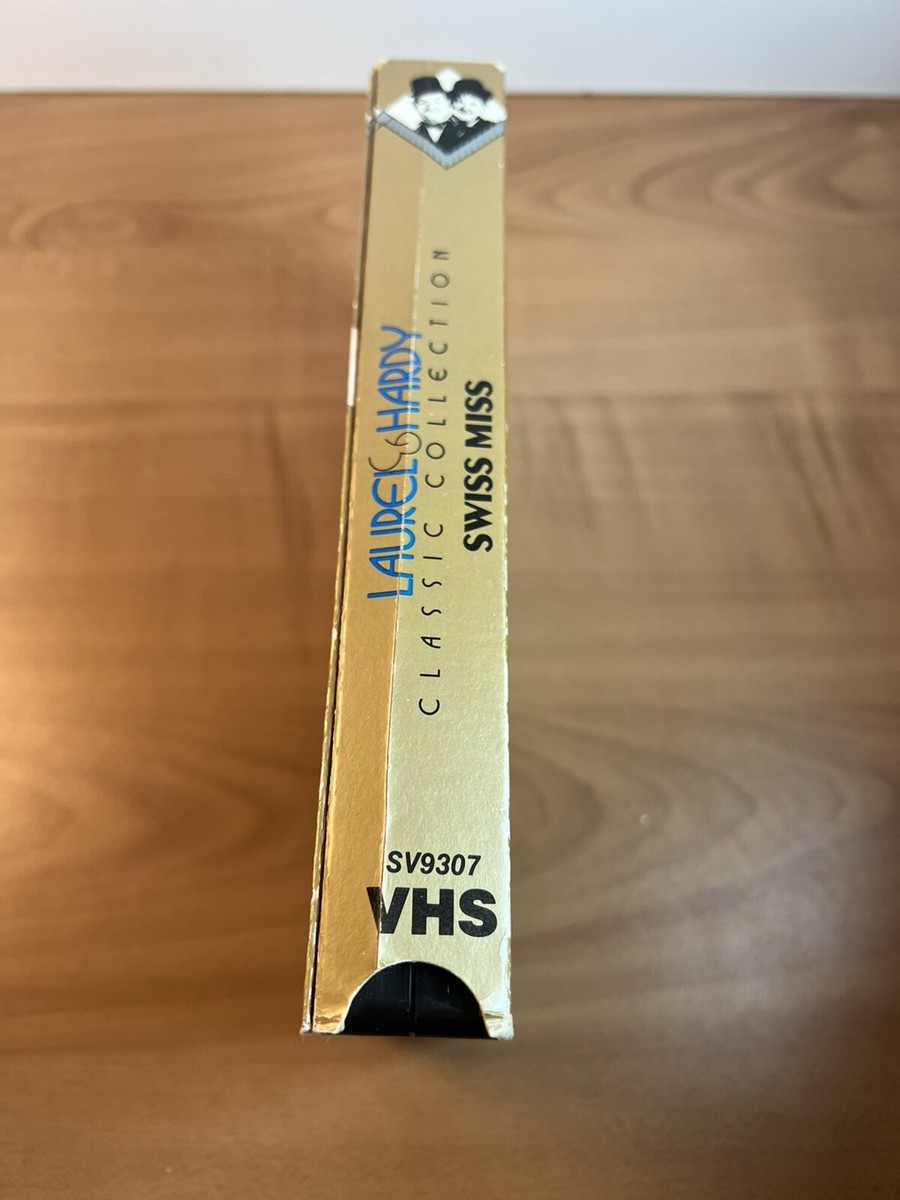 LAUREL & HARDY
CLASSIC COLLECTION
SWISS MISS
SV9307
VHS